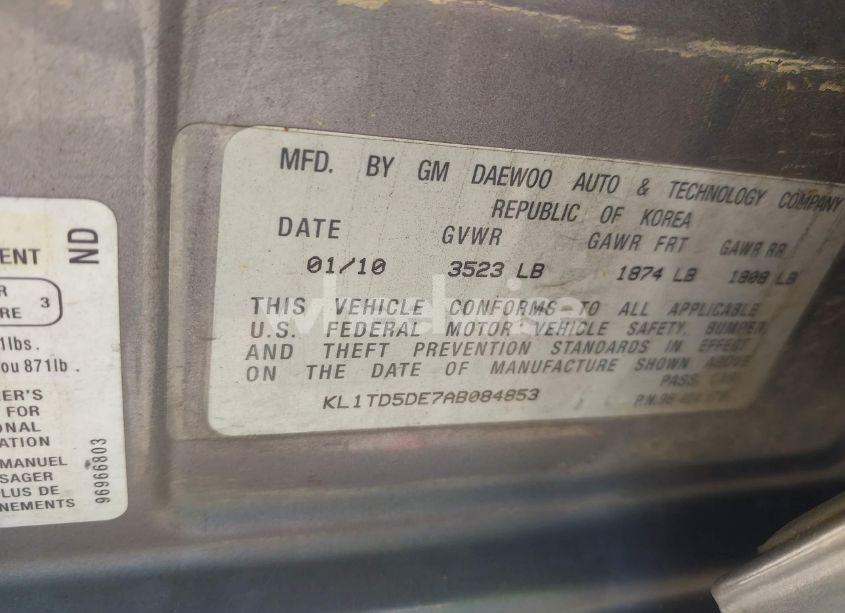 MFD. BY GM DAEWOO AUTO & TECHNOLOGY COMPANY
REPUBLIC OF KOREA
DATE GVWR GAWR FRT GAWR RR
01/10 3523 LB 1874 LB 1808 LB
THIS VEHICLE CONFORMS TO ALL APPLICABLE
U.S. FEDERAL MOTOR VEHICLE SAFETY, BUMPER,
AND THEFT PREVENTION STANDARDS IN EFFECT
ON THE DATE OF MANUFACTURE SHOWN ABOVE
PASS. CAR
KL1TD5DE7AB084853
P.N.96
ENT
ND
R
RE 3
1lbs.
ou 871lb.
ER'S
FOR
ONAL
ATION
MANUEL
SAGER
LUS DE
NEMENTS
96966803